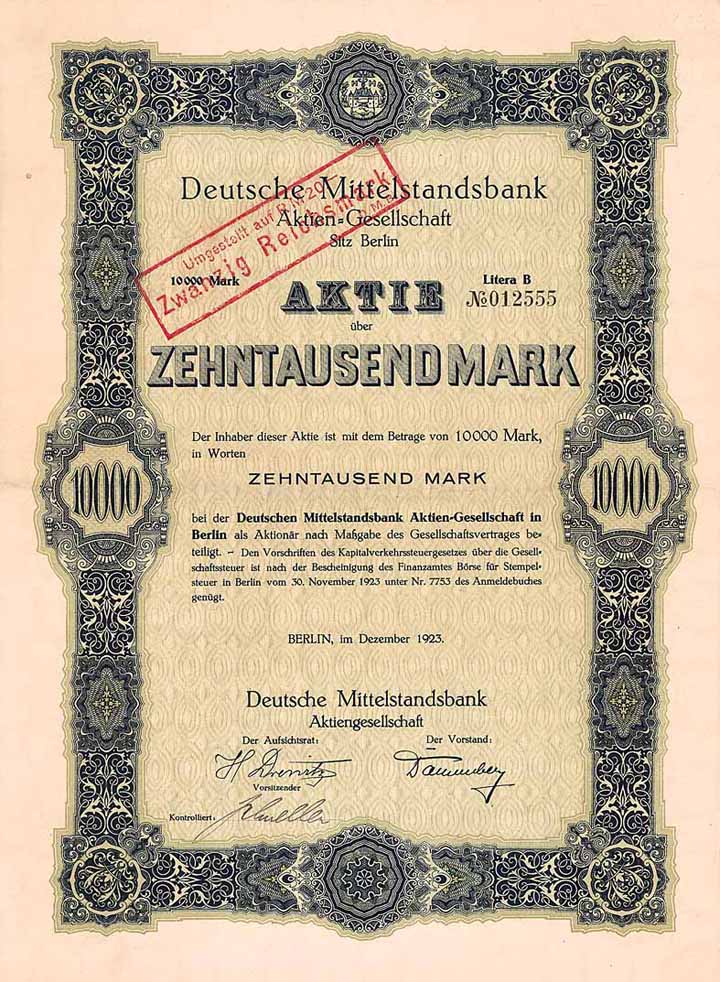 Deutsche Mittelstandsbank
Aktien=Gesellschaft
Sitz Berlin
Umgestellt auf R.M. 20
Zwanzig Reichsmark
10000 Mark
Litera B
AKTIE
№ 012555
über
ZEHNTAUSEND MARK
Der Inhaber dieser Aktie ist mit dem Betrage von 10000 Mark,
in Worten
ZEHNTAUSEND MARK
10000
10000
bei der Deutschen Mittelstandsbank Aktien-Gesellschaft in
Berlin als Aktionär nach Maßgabe des Gesellschaftsvertrages be=
teiligt. – Den Vorschriften des Kapitalverkehrssteuergesetzes über die Gesell=
schaftssteuer ist nach der Bescheinigung des Finanzamtes Börse für Stempel=
steuer in Berlin vom 30. November 1923 unter Nr. 7753 des Anmeldebuches
genügt.
BERLIN, im Dezember 1923.
Deutsche Mittelstandsbank
Aktiengesellschaft
Der Aufsichtsrat:
Der Vorstand:
Dannenberg
Vorsitzender
Kontrolliert: